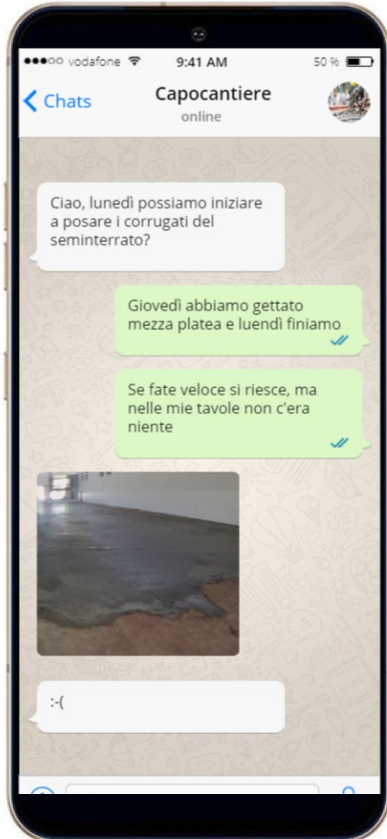 vodafone 9:41 AM 50 %
Chats
Capocantiere
online
Ciao, lunedì possiamo iniziare
a posare i corrugati del
seminterrato?
Giovedì abbiamo gettato
mezza platea e luendì finiamo
Se fate veloce si riesce, ma
nelle mie tavole non c'era
niente
:-(